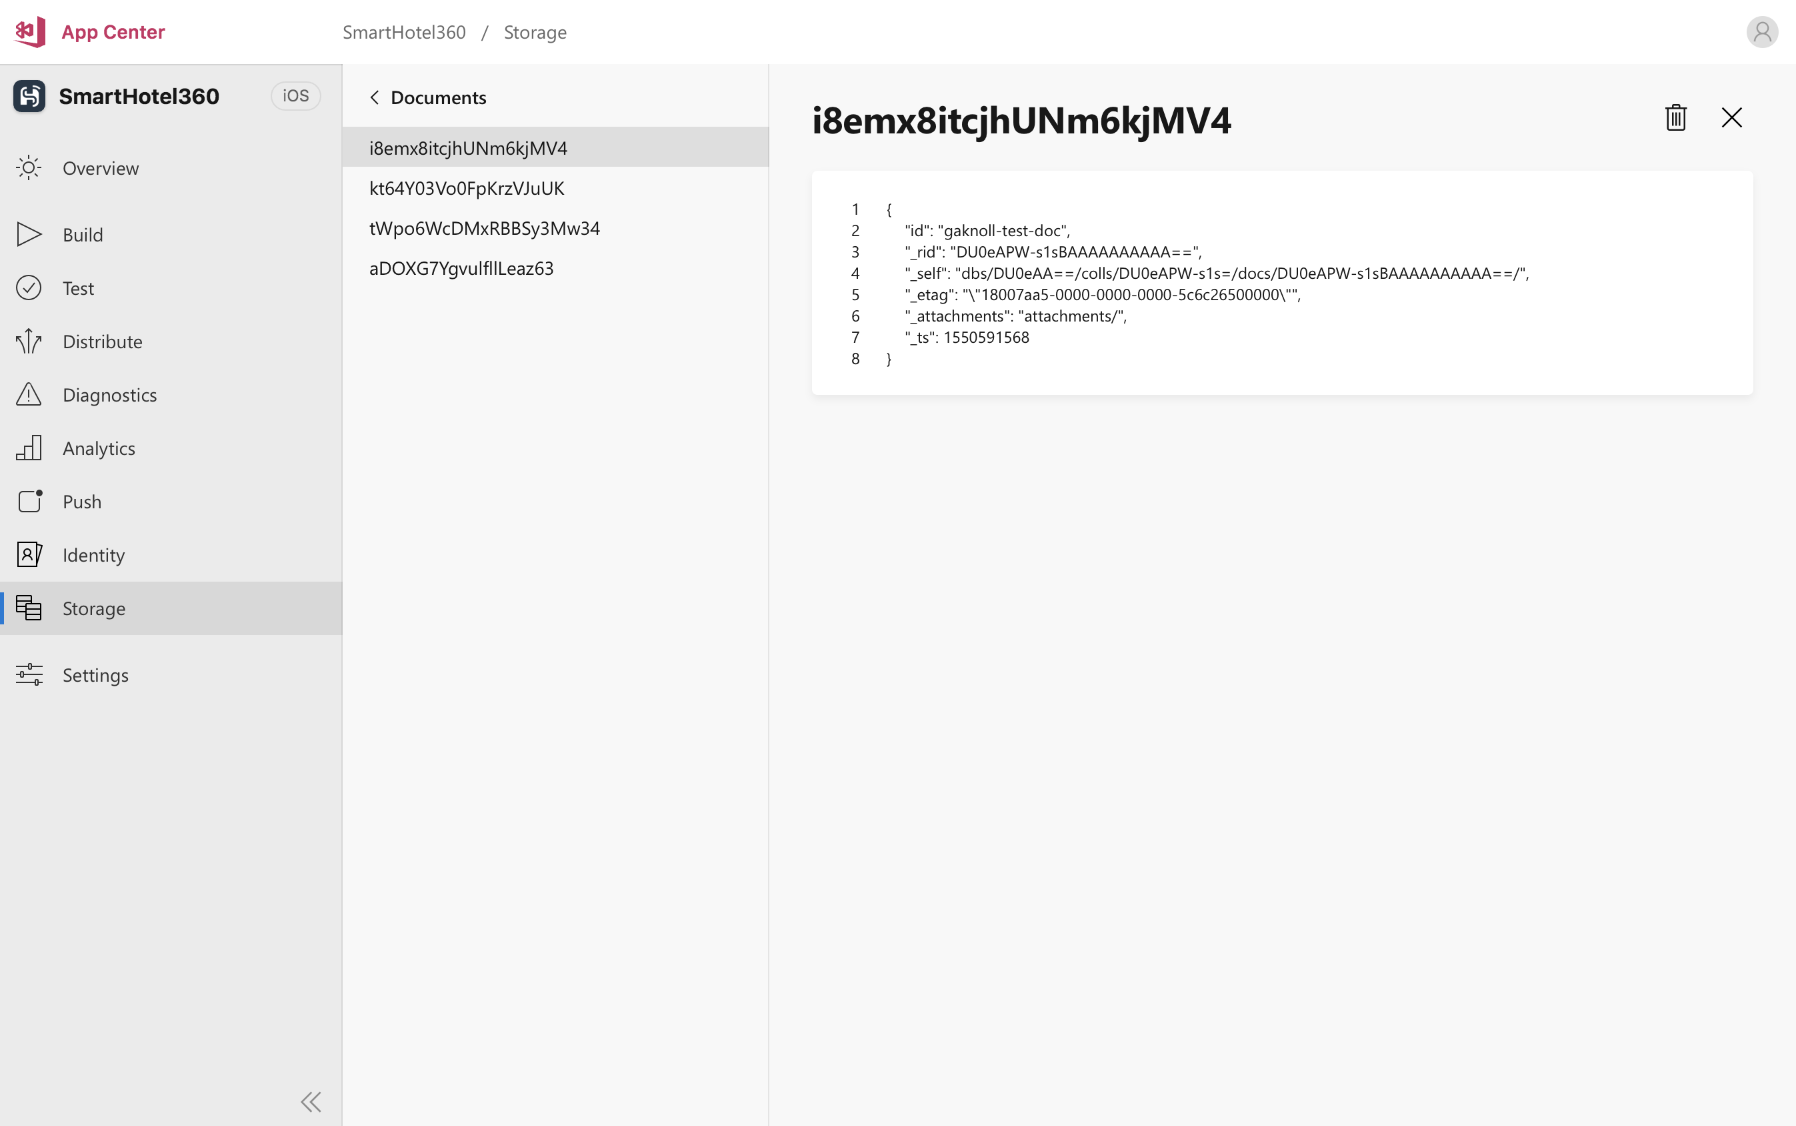 App Center
SmartHotel360 / Storage
SmartHotel360 iOS
Overview
Build
Test
Distribute
Diagnostics
Analytics
Push
Identity
Storage
Settings
Documents
i8emx8itcjhUNm6kjMV4
kt64Y03Vo0FpKrzVJuUK
tWpo6WcDMxRBBSy3Mw34
aDOXG7YgvulfllLeaz63
i8emx8itcjhUNm6kjMV4
1 {
2 "id": "gaknoll-test-doc",
3 "_rid": "DU0eAPW-s1sBAAAAAAAAAA==",
4 "_self": "dbs/DU0eAA==/colls/DU0eAPW-s1s=/docs/DU0eAPW-s1sBAAAAAAAAAA==/",
5 "_etag": "\"18007aa5-0000-0000-0000-5c6c26500000\"",
6 "_attachments": "attachments/",
7 "_ts": 1550591568
8 }